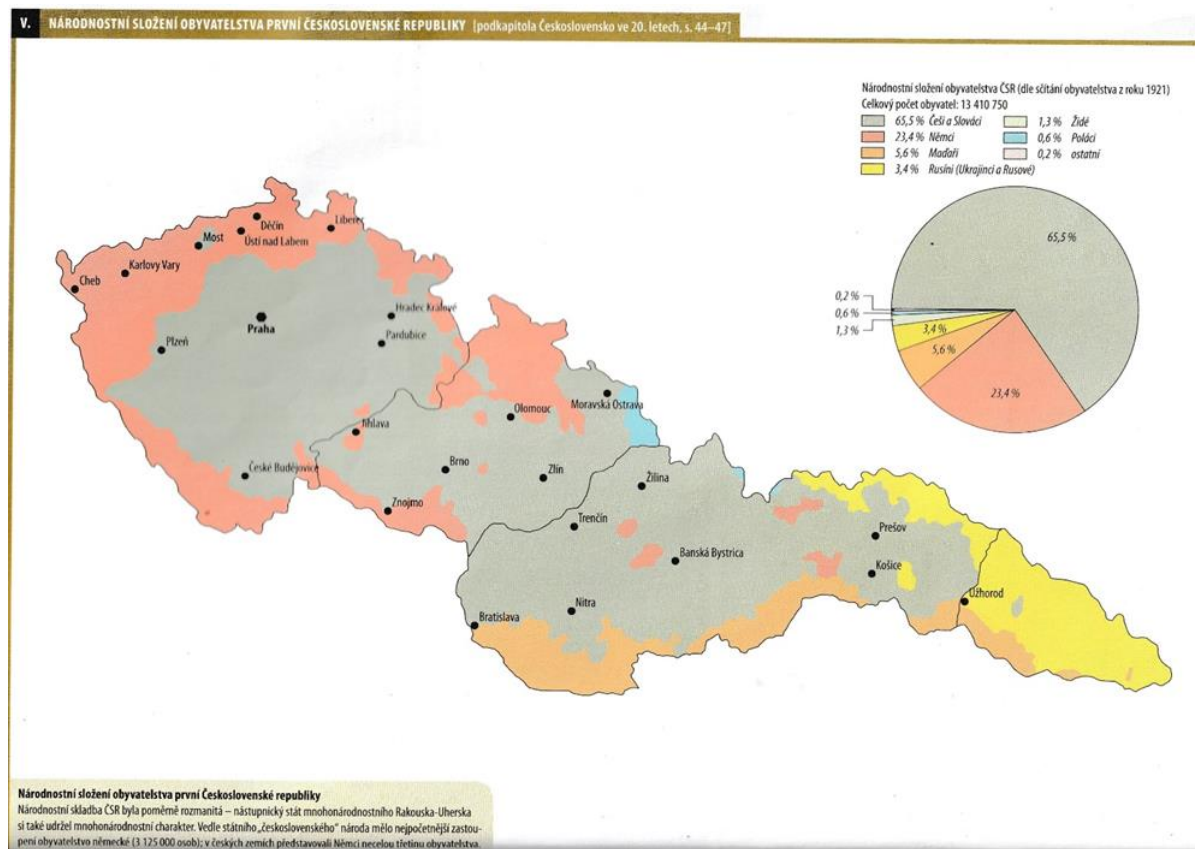 V. NÁRODNOSTNÍ SLOŽENÍ OBYVATELSTVA PRVNÍ ČESKOSLOVENSKÉ REPUBLIKY [podkapitola Československo ve 20. letech, s. 44–47]
Národnostní složení obyvatelstva ČSR (dle sčítání obyvatelstva z roku 1921)
Celkový počet obyvatel: 13 410 750
65,5 % Češi a Slováci
23,4 % Němci
5,6 % Maďaři
3,4 % Rusíni (Ukrajinci a Rusové)
1,3 % Židé
0,6 % Poláci
0,2 % ostatní
65,5 %
0,2 %
0,6 %
1,3 %
3,4 %
5,6 %
23,4 %
Děčín
Liberec
Most
Ústí nad Labem
Karlovy Vary
Cheb
Praha
Hradec Králové
Pardubice
Plzeň
Moravská Ostrava
Olomouc
Jihlava
České Budějovice
Brno
Zlín
Žilina
Znojmo
Trenčín
Prešov
Banská Bystrica
Košice
Užhorod
Nitra
Bratislava
Národnostní složení obyvatelstva první Československé republiky
Národnostní skladba ČSR byla poměrně rozmanitá – nástupnický stát mnohonárodnostního Rakouska-Uherska
si také udržel mnohonárodnostní charakter. Vedle státního „československého“ národa mělo nejpočetnější zastou-
pení obyvatelstvo německé (3 125 000 osob); v českých zemích představovali Němci necelou třetinu obyvatelstva.